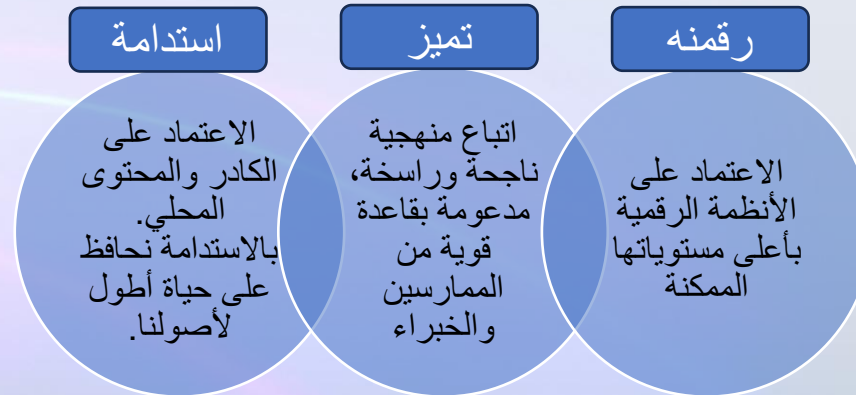 رقمنه
الاعتماد على
الأنظمة الرقمية
بأعلى مستوياتها
الممكنة
تميز
اتباع منهجية
ناجحة وراسخة،
مدعومة بقاعدة
قوية من
الممارسين
والخبراء
استدامة
الاعتماد على
الكادر والمحتوى
المحلي.
بالاستدامة نحافظ
على حياة أطول
لأصولنا.